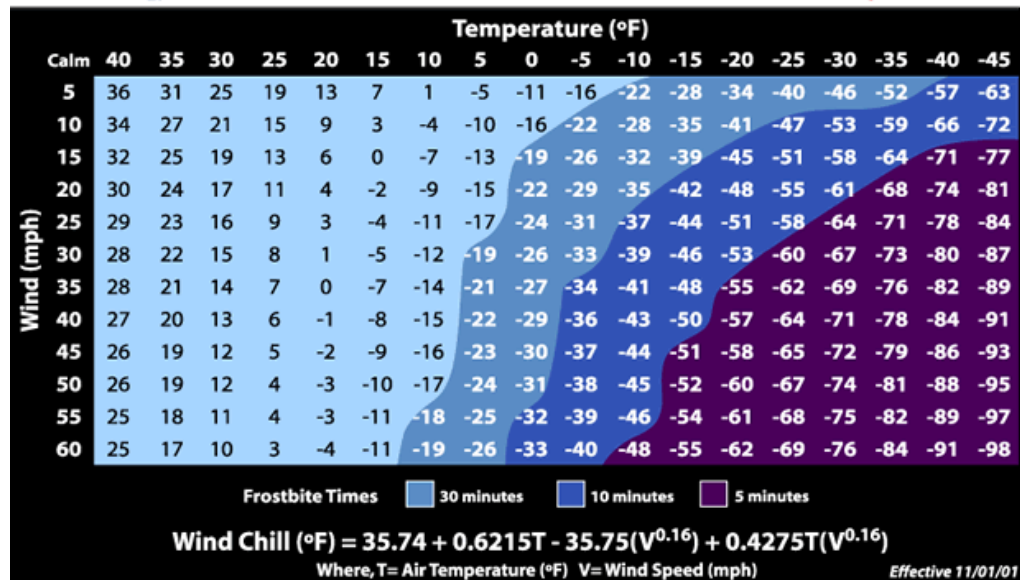 Temperature (ºF)
Calm 40 35 30 25 20 15 10 5 0 -5 -10 -15 -20 -25 -30 -35 -40 -45
5 36 31 25 19 13 7 1 -5 -11 -16 -22 -28 -34 -40 -46 -52 -57 -63
10 34 27 21 15 9 3 -4 -10 -16 -22 -28 -35 -41 -47 -53 -59 -66 -72
15 32 25 19 13 6 0 -7 -13 -19 -26 -32 -39 -45 -51 -58 -64 -71 -77
20 30 24 17 11 4 -2 -9 -15 -22 -29 -35 -42 -48 -55 -61 -68 -74 -81
Wind (mph)
25 29 23 16 9 3 -4 -11 -17 -24 -31 -37 -44 -51 -58 -64 -71 -78 -84
30 28 22 15 8 1 -5 -12 -19 -26 -33 -39 -46 -53 -60 -67 -73 -80 -87
35 28 21 14 7 0 -7 -14 -21 -27 -34 -41 -48 -55 -62 -69 -76 -82 -89
40 27 20 13 6 -1 -8 -15 -22 -29 -36 -43 -50 -57 -64 -71 -78 -84 -91
45 26 19 12 5 -2 -9 -16 -23 -30 -37 -44 -51 -58 -65 -72 -79 -86 -93
50 26 19 12 4 -3 -10 -17 -24 -31 -38 -45 -52 -60 -67 -74 -81 -88 -95
55 25 18 11 4 -3 -11 -18 -25 -32 -39 -46 -54 -61 -68 -75 -82 -89 -97
60 25 17 10 3 -4 -11 -19 -26 -33 -40 -48 -55 -62 -69 -76 -84 -91 -98
Frostbite Times 30 minutes 10 minutes 5 minutes
Wind Chill (ºF) = 35.74 + 0.6215T - 35.75(V^0.16) + 0.4275T(V^0.16)
Where, T= Air Temperature (ºF) V= Wind Speed (mph) Effective 11/01/01